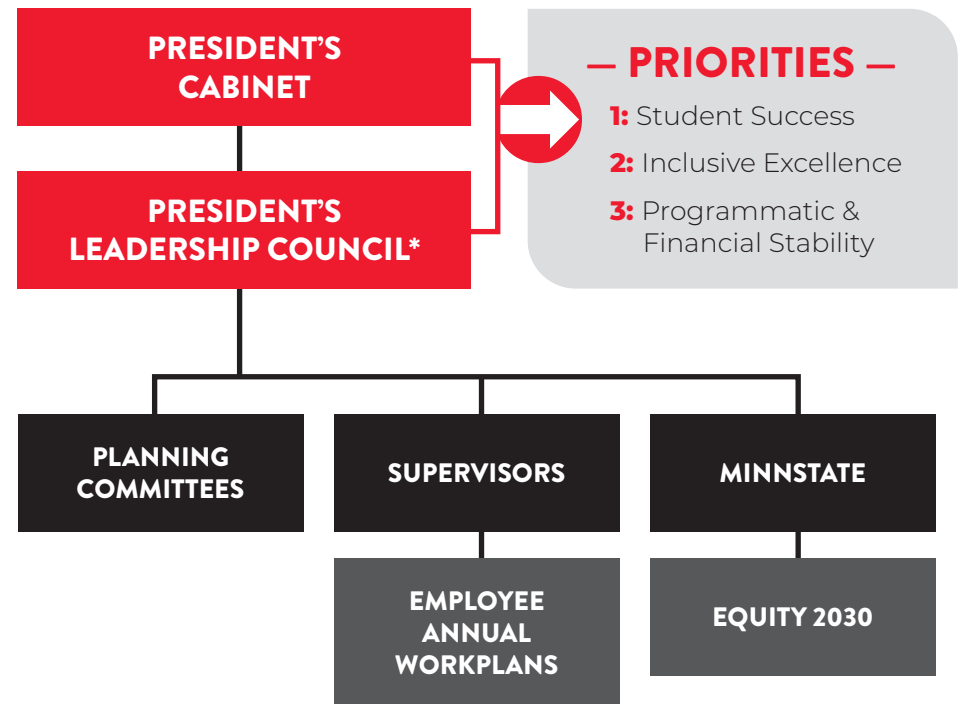 PRESIDENT'S
CABINET
— PRIORITIES —
1: Student Success
2: Inclusive Excellence
3: Programmatic &
Financial Stability
PRESIDENT'S
LEADERSHIP COUNCIL*
PLANNING
COMMITTEES
SUPERVISORS
MINNSTATE
EMPLOYEE
ANNUAL
WORKPLANS
EQUITY 2030